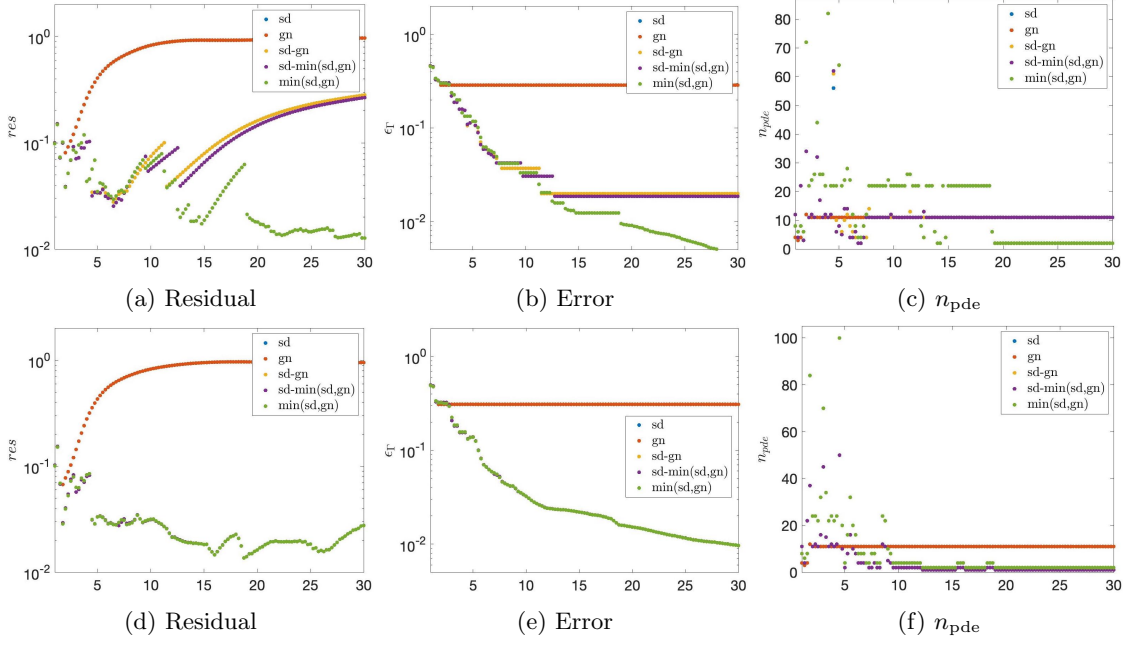 sd
gn
sd-gn
sd-min(sd,gn)
min(sd,gn)
10^0
10^-1
10^-2
res
5 10 15 20 25 30
(a) Residual
sd
gn
sd-gn
sd-min(sd,gn)
min(sd,gn)
10^0
10^-1
10^-2
ϵ_Γ
5 10 15 20 25 30
(b) Error
sd
gn
sd-gn
sd-min(sd,gn)
min(sd,gn)
80
70
60
50
40
30
20
10
0
n_pde
5 10 15 20 25 30
(c) n_pde
sd
gn
sd-gn
sd-min(sd,gn)
min(sd,gn)
10^0
10^-1
10^-2
res
5 10 15 20 25 30
(d) Residual
10^0
10^-1
10^-2
ϵ_Γ
sd
gn
sd-gn
sd-min(sd,gn)
min(sd,gn)
5 10 15 20 25 30
(e) Error
sd
gn
sd-gn
sd-min(sd,gn)
min(sd,gn)
100
80
60
40
20
0
n_pde
5 10 15 20 25 30
(f) n_pde